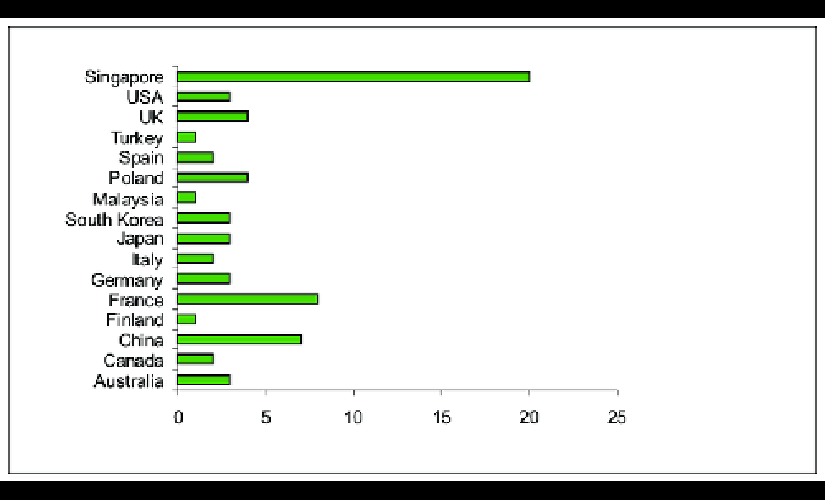 Singapore
USA
UK
Turkey
Spain
Poland
Malaysia
South Korea
Japan
Italy
Germany
France
Finland
China
Canada
Australia
0 5 10 15 20 25